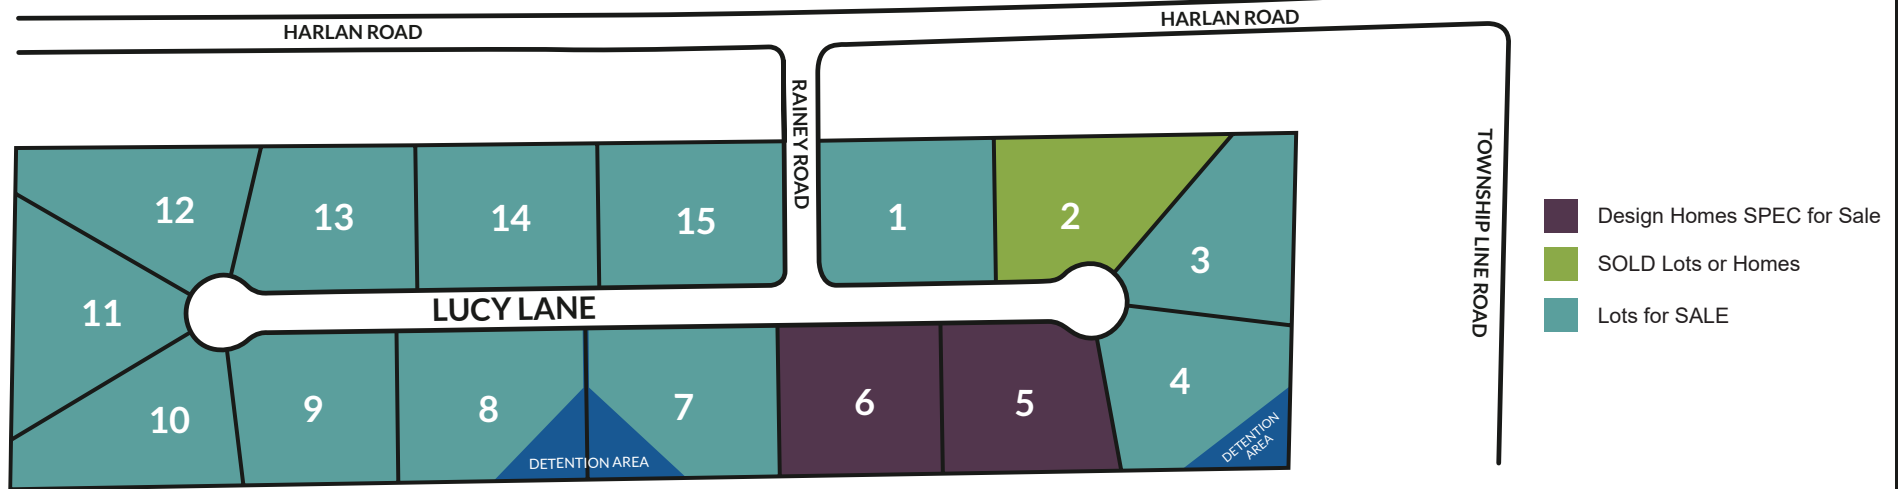 HARLAN ROAD
HARLAN ROAD
RAINEY ROAD
TOWNSHIP LINE ROAD
12
13
14
15
1
2
3
11
LUCY LANE
10
9
8
7
6
5
4
DETENTION AREA
DETENTION
AREA
Design Homes SPEC for Sale
SOLD Lots or Homes
Lots for SALE